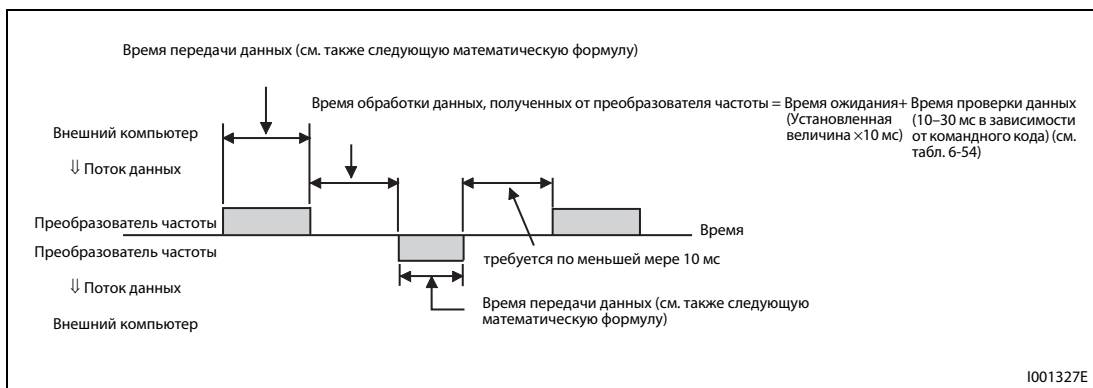 Время передачи данных (см. также следующую математическую формулу)
Время обработки данных, полученных от преобразователя частоты = Время ожидания+ Время проверки данных
(Установленная (10–30 мс в зависимости
величина ×10 мс) от командного кода) (см.
табл. 6-54)
Внешний компьютер
⇓ Поток данных
Преобразователь частоты
Время
Преобразователь частоты
требуется по меньшей мере 10 мс
⇓ Поток данных
Время передачи данных (см. также следующую
математическую формулу)
Внешний компьютер
I001327E